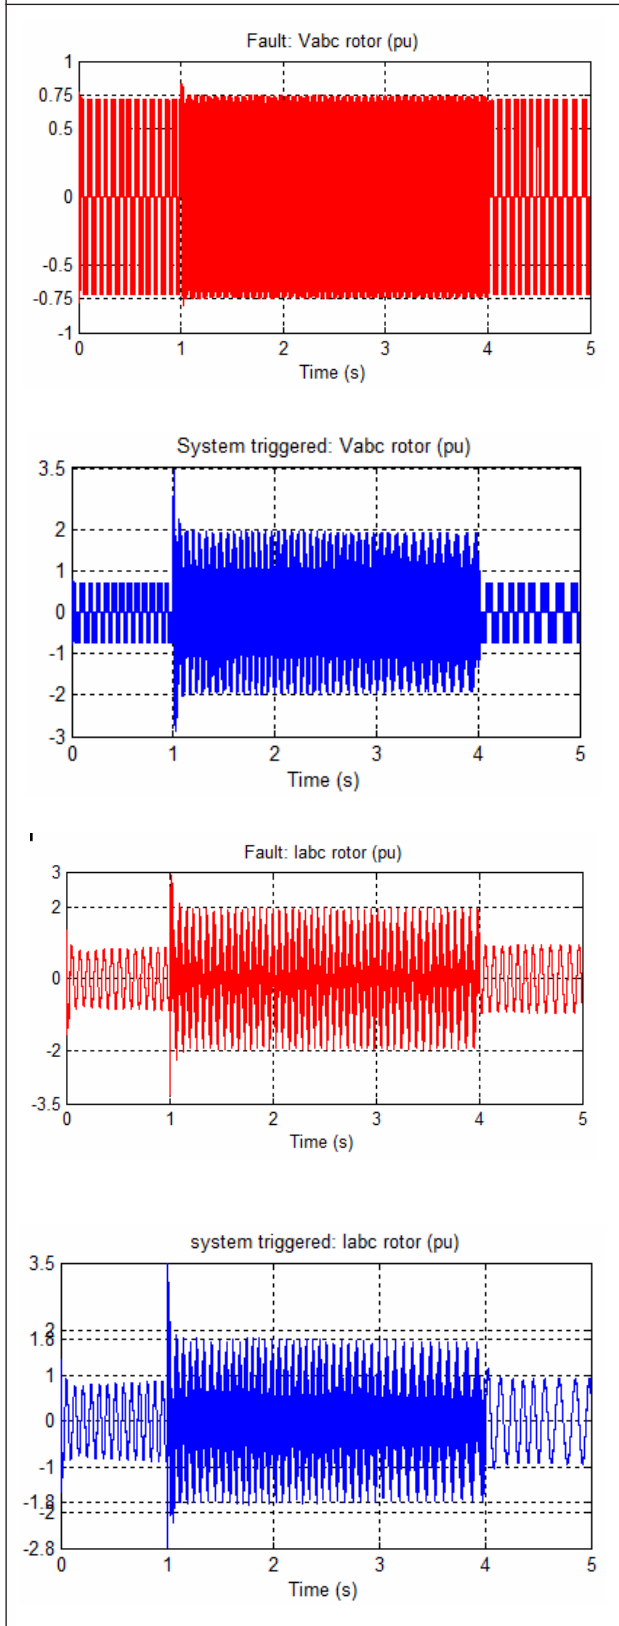 Fault: Vabc rotor (pu)
1
0.75
0.5
0
-0.5
-0.75
-1
0 1 2 3 4 5
Time (s)
System triggered: Vabc rotor (pu)
3.5
2
1
0
-1
-2
-3
0 1 2 3 4 5
Time (s)
Fault: Iabc rotor (pu)
3
2
0
-2
-3.5
0 1 2 3 4 5
Time (s)
system triggered: Iabc rotor (pu)
3.5
2
1.8
1
0
-1
-1.8
-2
-2.8
0 1 2 3 4 5
Time (s)